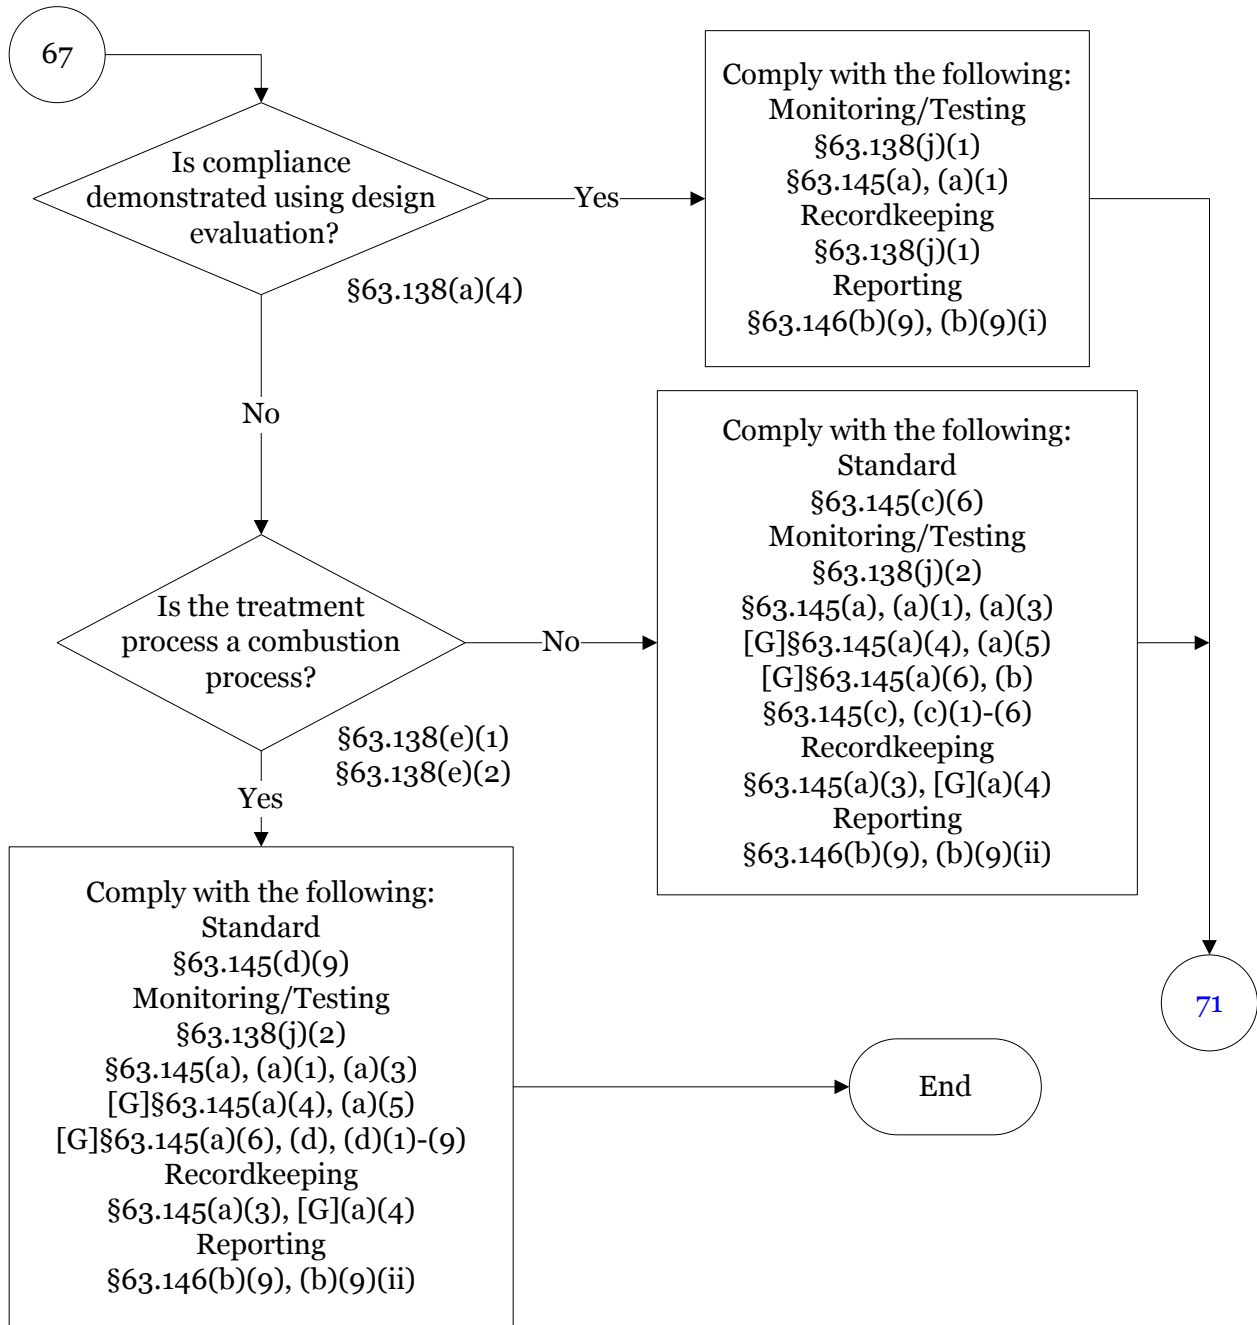 67
Is compliance
demonstrated using design
evaluation?
§63.138(a)(4)
Yes
Comply with the following:
Monitoring/Testing
§63.138(j)(1)
§63.145(a), (a)(1)
Recordkeeping
§63.138(j)(1)
Reporting
§63.146(b)(9), (b)(9)(i)
No
Is the treatment
process a combustion
process?
§63.138(e)(1)
§63.138(e)(2)
No
Comply with the following:
Standard
§63.145(c)(6)
Monitoring/Testing
§63.138(j)(2)
§63.145(a), (a)(1), (a)(3)
[G]§63.145(a)(4), (a)(5)
[G]§63.145(a)(6), (b)
§63.145(c), (c)(1)-(6)
Recordkeeping
§63.145(a)(3), [G](a)(4)
Reporting
§63.146(b)(9), (b)(9)(ii)
71
Yes
Comply with the following:
Standard
§63.145(d)(9)
Monitoring/Testing
§63.138(j)(2)
§63.145(a), (a)(1), (a)(3)
[G]§63.145(a)(4), (a)(5)
[G]§63.145(a)(6), (d), (d)(1)-(9)
Recordkeeping
§63.145(a)(3), [G](a)(4)
Reporting
§63.146(b)(9), (b)(9)(ii)
End